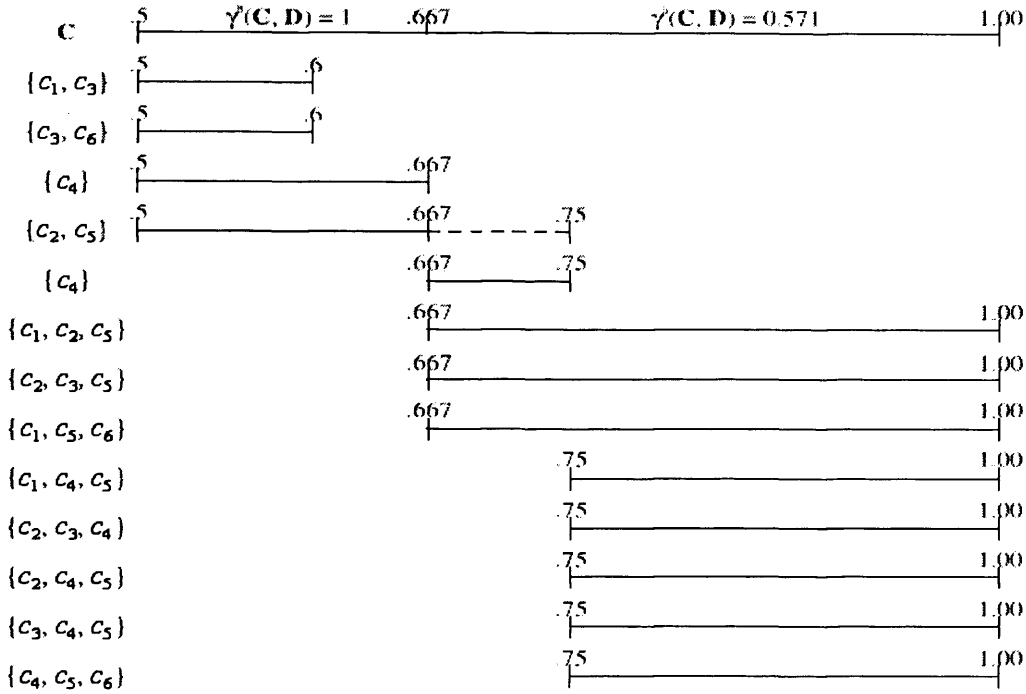 .5 γᵝ(C, D) = 1 .667 γᵝ(C, D) = 0.571 1.00
C
.5 .6
{c₁, c₃}
.5 .6
{c₃, c₆}
.5 .667
{c₄}
.5 .667 .75
{c₂, c₅}
.667 .75
{c₄}
.667 1.00
{c₁, c₂, c₅}
.667 1.00
{c₂, c₃, c₅}
.667 1.00
{c₁, c₅, c₆}
.75 1.00
{c₁, c₄, c₅}
.75 1.00
{c₂, c₃, c₄}
.75 1.00
{c₂, c₄, c₅}
.75 1.00
{c₃, c₄, c₅}
.75 1.00
{c₄, c₅, c₆}